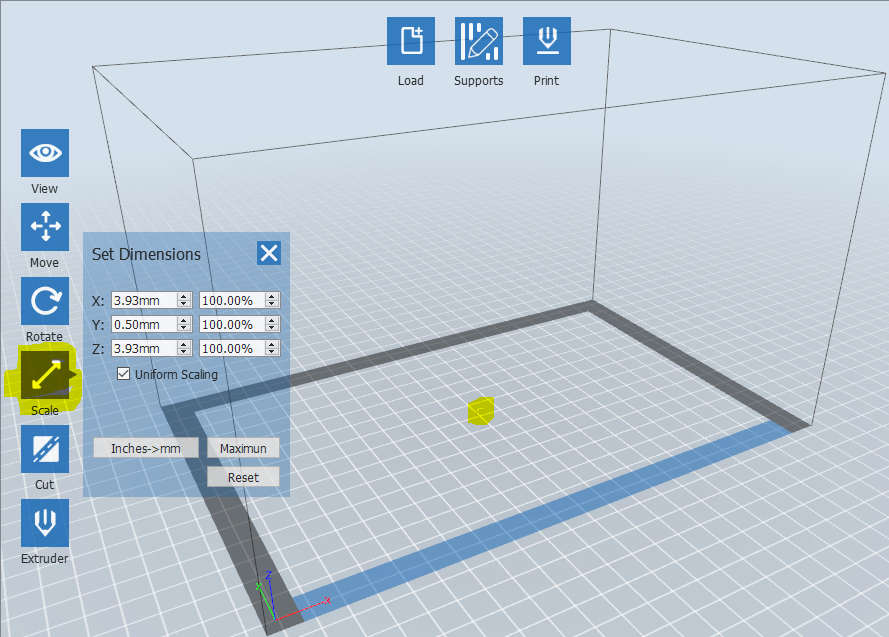 Load
Supports
Print
View
Move
Rotate
Scale
Cut
Extruder
Set Dimensions
X: 3.93mm 100.00%
Y: 0.50mm 100.00%
Z: 3.93mm 100.00%
Uniform Scaling
Inches->mm
Maximun
Reset
Z
Y
X